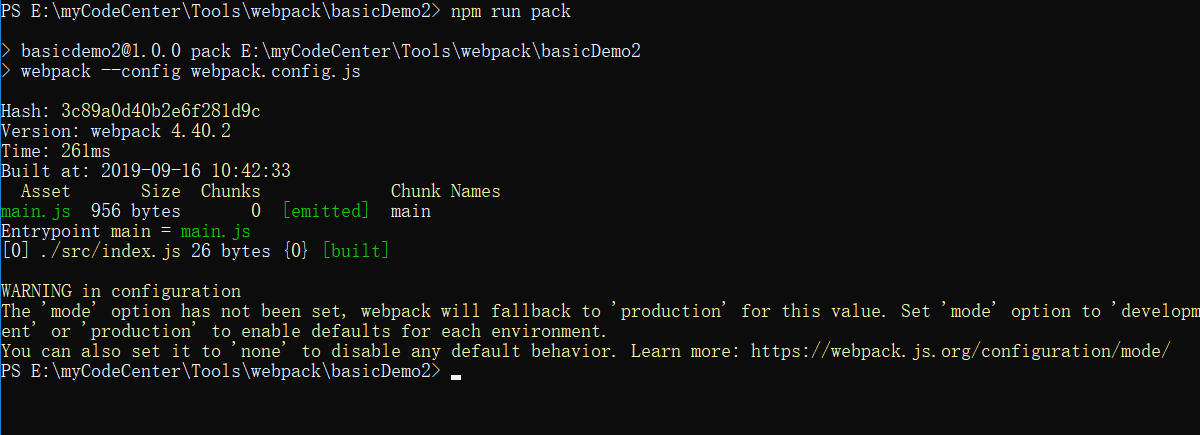 PS E:\myCodeCenter\Tools\webpack\basicDemo2> npm run pack
> basicdemo2@1.0.0 pack E:\myCodeCenter\Tools\webpack\basicDemo2
> webpack --config webpack.config.js
Hash: 3c89a0d40b2e6f281d9c
Version: webpack 4.40.2
Time: 261ms
Built at: 2019-09-16 10:42:33
  Asset       Size  Chunks             Chunk Names
main.js  956 bytes       0  [emitted]  main
Entrypoint main = main.js
[0] ./src/index.js 26 bytes {0} [built]
WARNING in configuration
The 'mode' option has not been set, webpack will fallback to 'production' for this value. Set 'mode' option to 'developm
ent' or 'production' to enable defaults for each environment.
You can also set it to 'none' to disable any default behavior. Learn more: https://webpack.js.org/configuration/mode/
PS E:\myCodeCenter\Tools\webpack\basicDemo2>